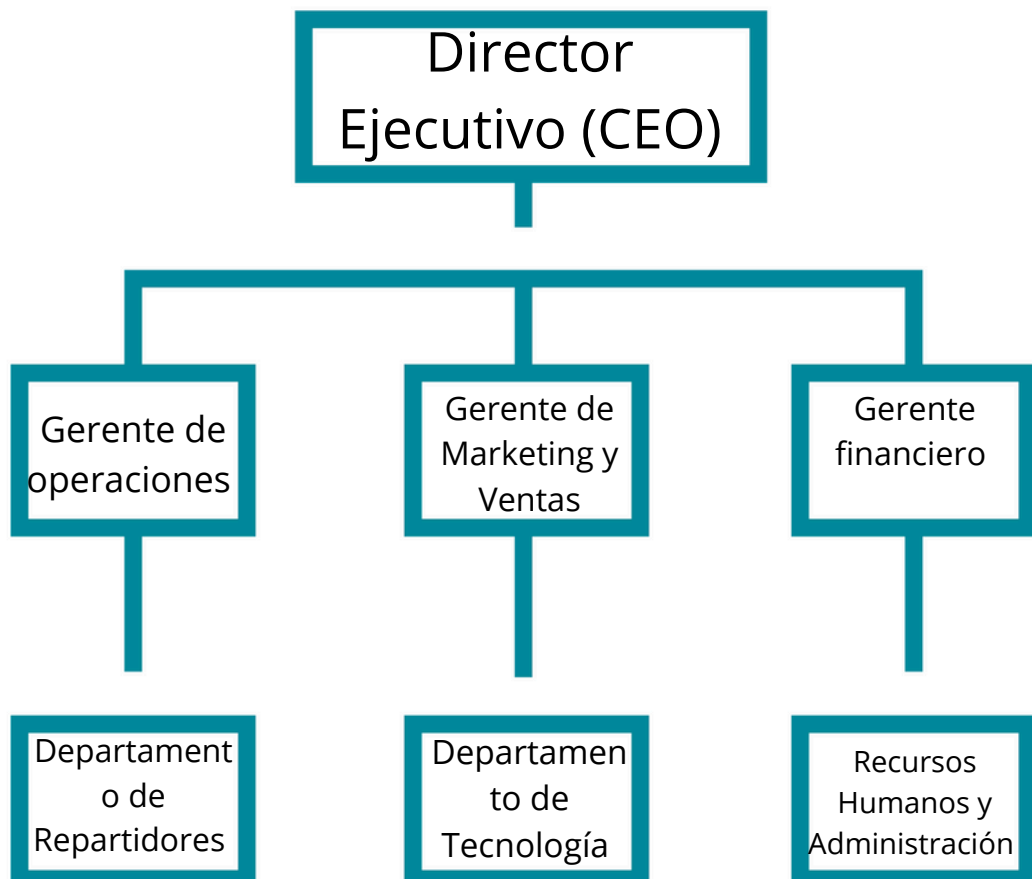 Director
Ejecutivo (CEO)
Gerente de
operaciones
Gerente de
Marketing y
Ventas
Gerente
financiero
Departament
o de
Repartidores
Departamen
to de
Tecnología
Recursos
Humanos y
Administración